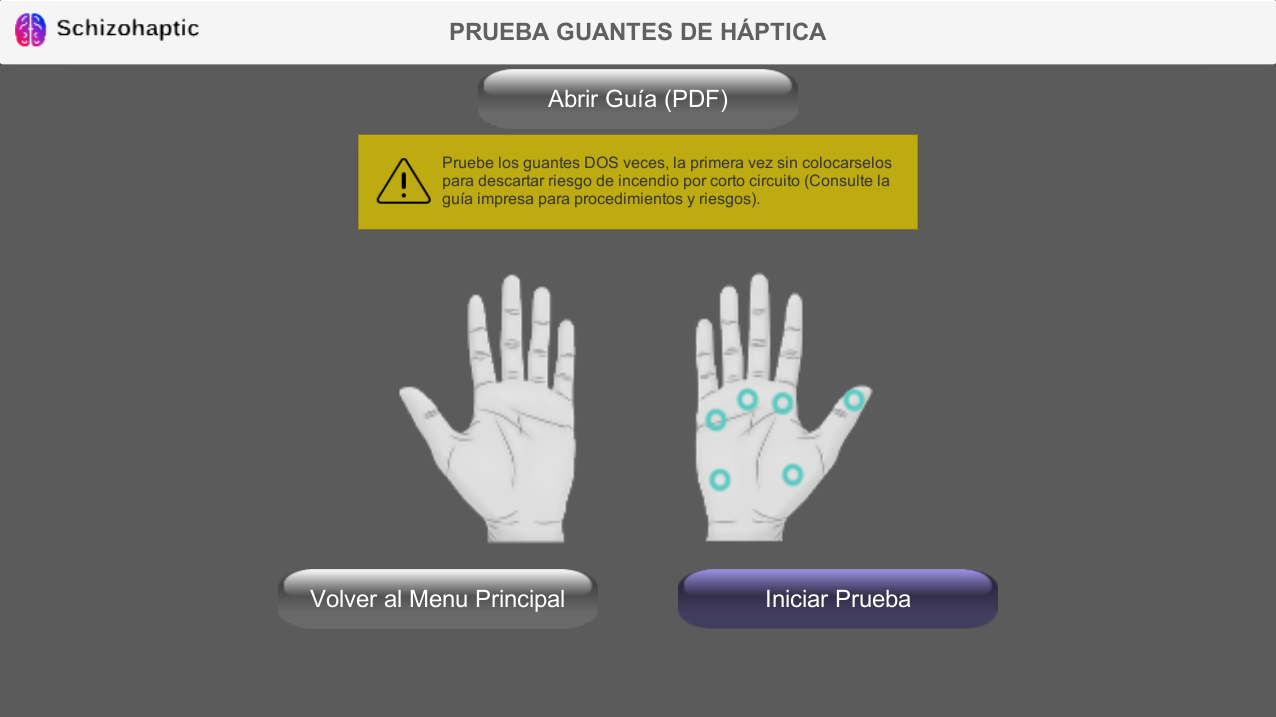 Schizohaptic
PRUEBA GUANTES DE HÁPTICA
Abrir Guía (PDF)
Pruebe los guantes DOS veces, la primera vez sin colocarselos
para descartar riesgo de incendio por corto circuito (Consulte la
guía impresa para procedimientos y riesgos).
Volver al Menu Principal
Iniciar Prueba